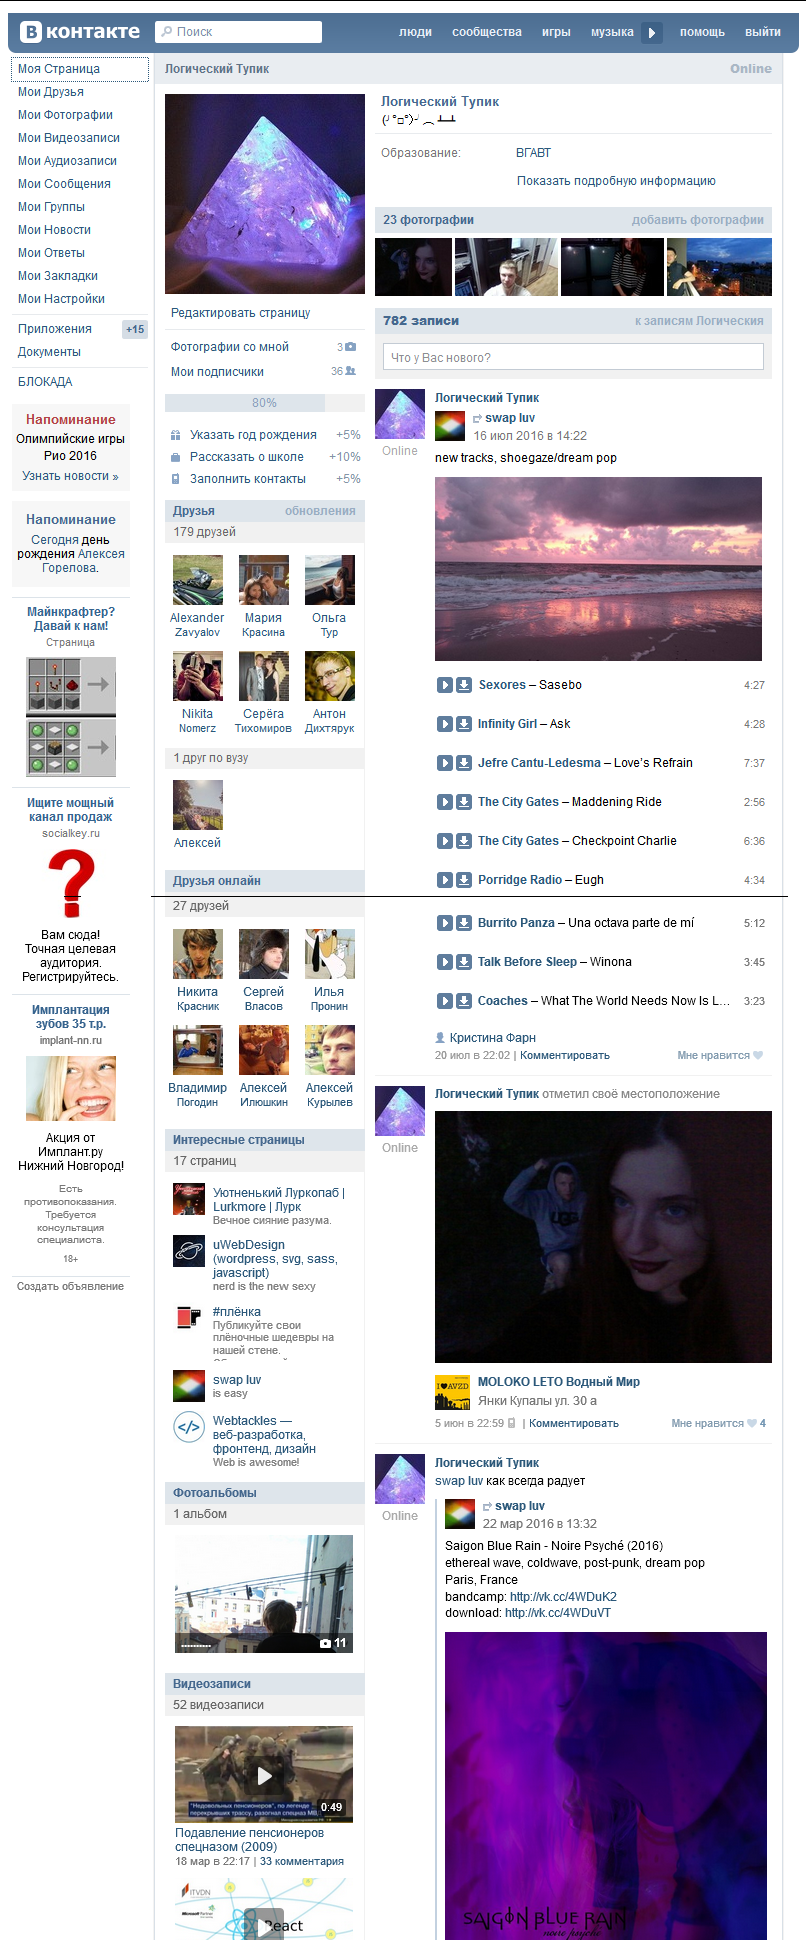 В контакте
Поиск
люди сообщества игры музыка помощь выйти
Моя Страница
Мои Друзья
Мои Фотографии
Мои Видеозаписи
Мои Аудиозаписи
Мои Сообщения
Мои Группы
Мои Новости
Мои Ответы
Мои Закладки
Мои Настройки
Приложения +15
Документы
БЛОКАДА
Напоминание
Олимпийские игры
Рио 2016
Узнать новости »
Напоминание
Сегодня день
рождения Алексея
Горелова.
Майнкрафтер?
Давай к нам!
Страница
Ищите мощный
канал продаж
socialkey.ru
?
Вам сюда!
Точная целевая
аудитория.
Регистрируйтесь.
Имплантация
зубов 35 т.р.
implant-nn.ru
Акция от
Имплант.ру
Нижний Новгород!
Есть
противопоказания.
Требуется
консультация
специалиста.
18+
Создать объявление
Логический Тупик Online
Редактировать страницу
Фотографии со мной 3
Мои подписчики 36
80%
Указать год рождения +5%
Рассказать о школе +10%
Заполнить контакты +5%
Друзья обновления
179 друзей
Alexander
Zavyalov
Мария
Красина
Ольга
Тур
Nikita
Nomerz
Серёга
Тихомиров
Антон
Дихтярук
1 друг по вузу
Алексей
Друзья онлайн
27 друзей
Никита
Красник
Сергей
Власов
Илья
Пронин
Владимир
Погодин
Алексей
Илюшкин
Алексей
Курылев
Интересные страницы
17 страниц
Уютненький Луркопаб |
Lurkmore | Лурк
Вечное сияние разума.
uWebDesign
(wordpress, svg, sass,
javascript)
nerd is the new sexy
#плёнка
Публикуйте свои
плёночные шедевры на
нашей стене.
swap luv
is easy
</>
Webtackles —
веб-разработка,
фронтенд, дизайн
Web is awesome!
Фотоальбомы
1 альбом
.......... 11
Видеозаписи
52 видеозаписи
"Недовольных пенсионеров", по легенде
перекрывших трассу, разогнал спецназ МВД
0:49
Подавление пенсионеров
спецназом (2009)
18 мар в 22:17 | 33 комментария
ITVDN
Microsoft Partner
React
Логический Тупик
(╯°□°)╯︵ ┻━┻
Образование: ВГАВТ
Показать подробную информацию
23 фотографии добавить фотографии
782 записи к записям Логическия
Что у Вас нового?
Логический Тупик
swap luv
16 июл 2016 в 14:22
Online
new tracks, shoegaze/dream pop
Sexores – Sasebo 4:27
Infinity Girl – Ask 4:28
Jefre Cantu-Ledesma – Love's Refrain 7:37
The City Gates – Maddening Ride 2:56
The City Gates – Checkpoint Charlie 6:36
Porridge Radio – Eugh 4:34
Burrito Panza – Una octava parte de mí 5:12
Talk Before Sleep – Winona 3:45
Coaches – What The World Needs Now Is L... 3:23
Кристина Фарн
20 июл в 22:02 | Комментировать Мне нравится
Логический Тупик отметил своё местоположение
Online
UGG
I ♥ AVZD
MOLOKO LETO Водный Мир
Янки Купалы ул. 30 а
5 июн в 22:59 | Комментировать Мне нравится 4
Логический Тупик
swap luv как всегда радует
Online
swap luv
22 мар 2016 в 13:32
Saigon Blue Rain - Noire Psyché (2016)
ethereal wave, coldwave, post-punk, dream pop
Paris, France
bandcamp: http://vk.cc/4WDuK2
download: http://vk.cc/4WDuVT
SAIGON BLUE RAIN
noire psyche